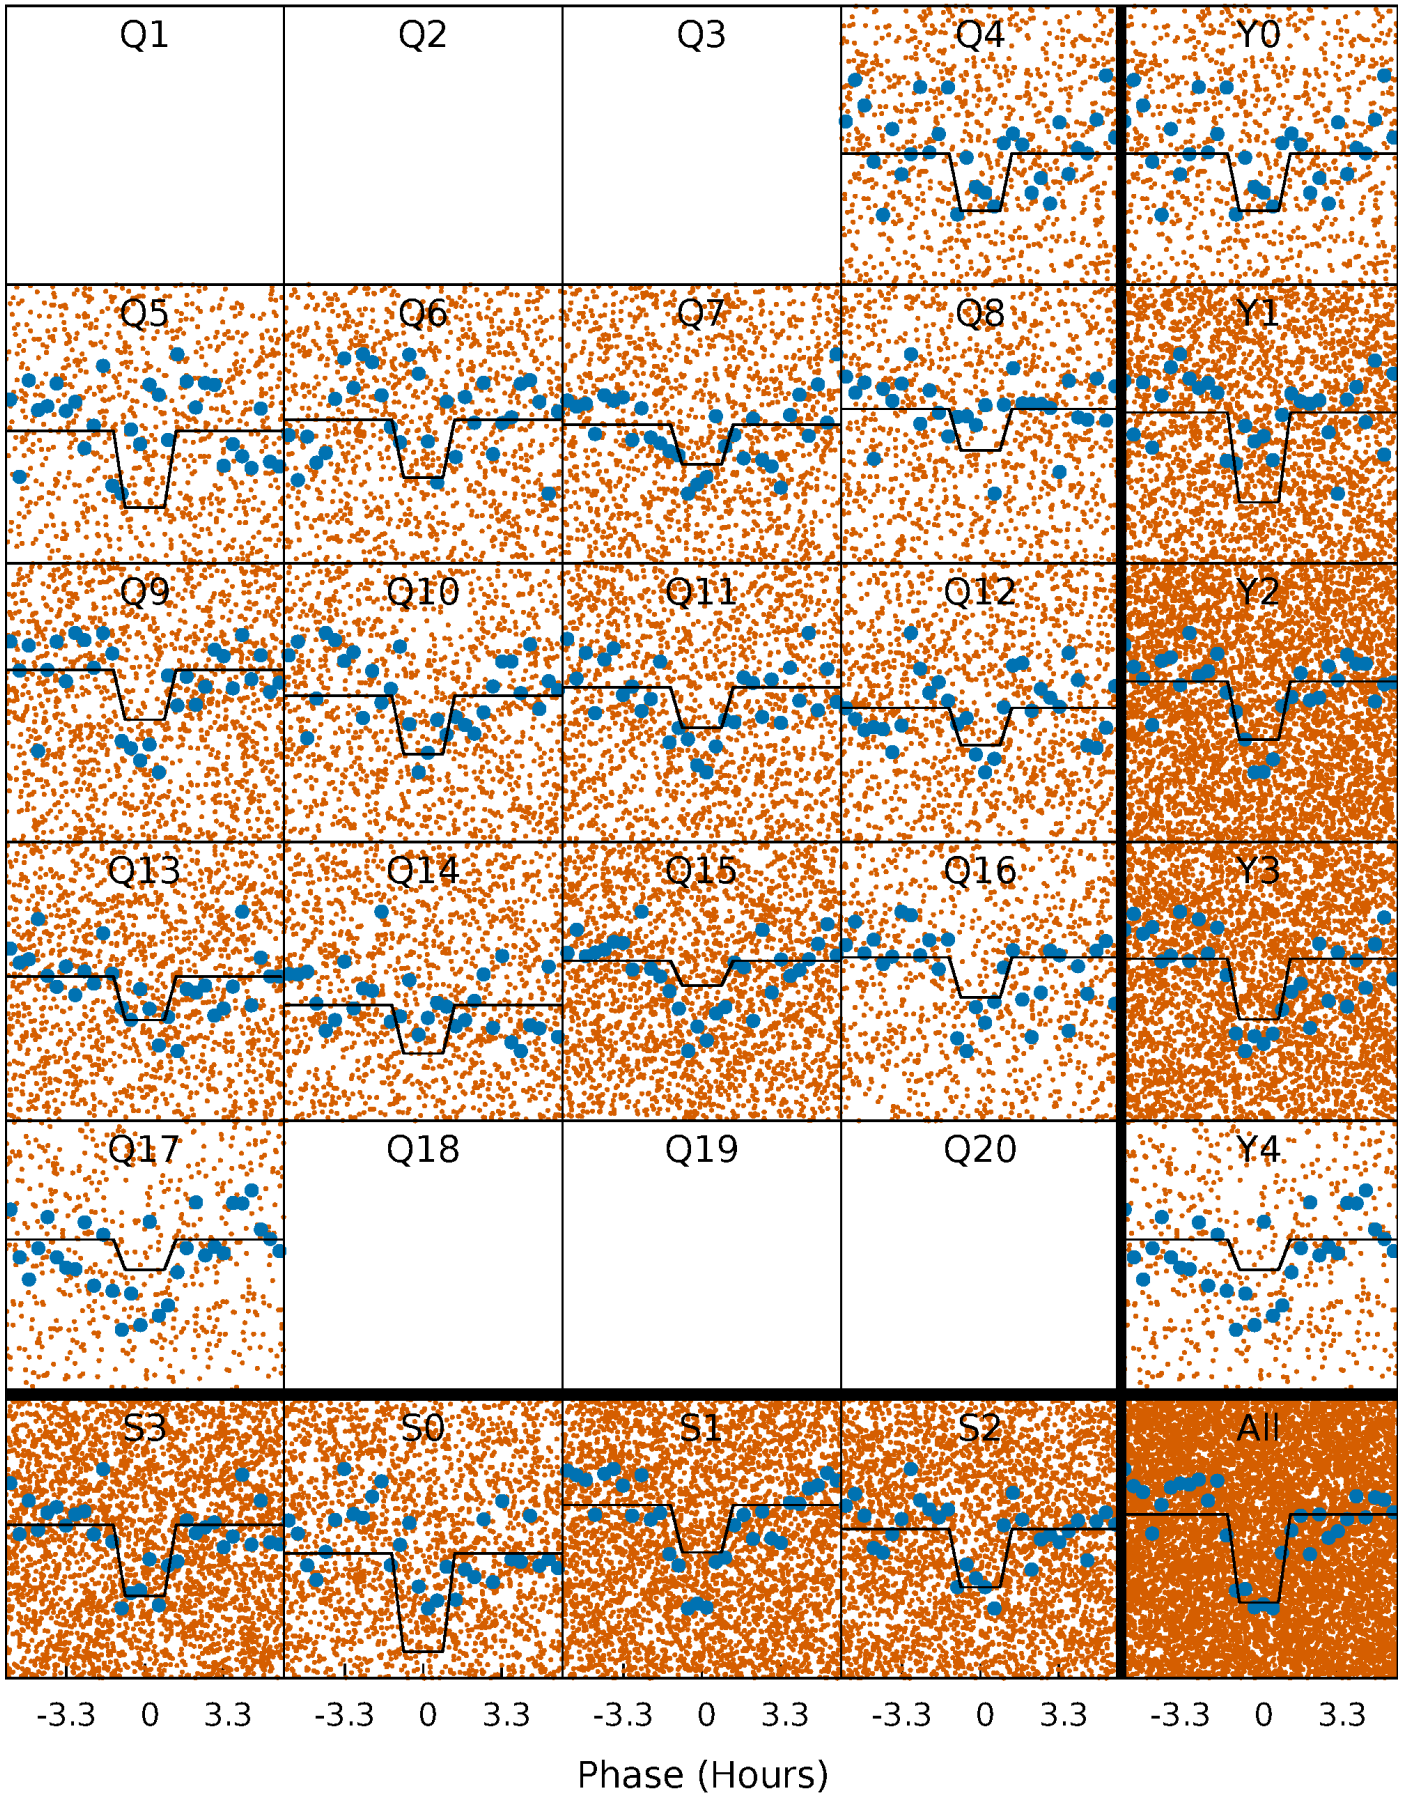 Q1 Q2 Q3 Q4 Y0
Q5 Q6 Q7 Q8 Y1
Q9 Q10 Q11 Q12 Y2
Q13 Q14 Q15 Q16 Y3
Q17 Q18 Q19 Q20 Y4
S3 S0 S1 S2 All
-3.3 0 3.3 -3.3 0 3.3 -3.3 0 3.3 -3.3 0 3.3 -3.3 0 3.3
Phase (Hours)